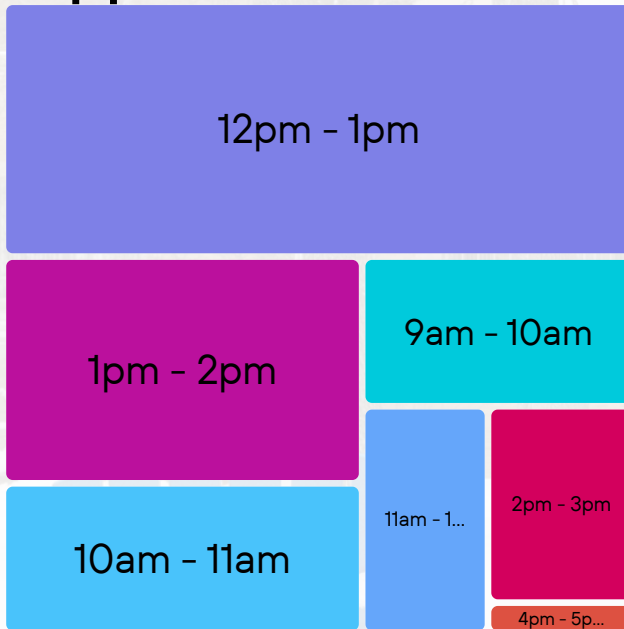 12pm - 1pm
1pm - 2pm
9am - 10am
10am - 11am
11am - 1...
2pm - 3pm
4pm - 5p...